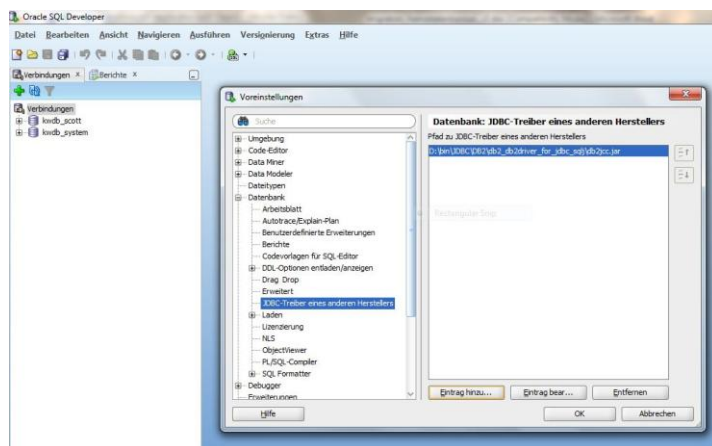 Oracle SQL Developer
Datei Bearbeiten Ansicht Navigieren Ausführen Versionierung Extras Hilfe
Verbindungen Berichte
Verbindungen
kwdb_scott
kwdb_system
Voreinstellungen
Suche
Umgebung
Code-Editor
Data Miner
Data Modeler
Dateitypen
Datenbank
Arbeitsblatt
Autotrace/Explain-Plan
Benutzerdefinierte Erweiterungen
Berichte
Codevorlagen für SQL-Editor
DDL-Optionen entladen/anzeigen
Drag Drop
Erweitert
JDBC-Treiber eines anderen Herstellers
Laden
Lizenzierung
NLS
ObjectViewer
PL/SQL-Compiler
SQL Formatter
Debugger
Erweiterungen
Datenbank: JDBC-Treiber eines anderen Herstellers
Pfad zu JDBC-Treiber eines anderen Herstellers
D:\bin\JDBC\DB2\db2_db2driver_for_jdbc_sqlj\db2jcc.jar
Rectangular Snip
Eintrag hinzu... Eintrag bear... Entfernen
Hilfe OK Abbrechen